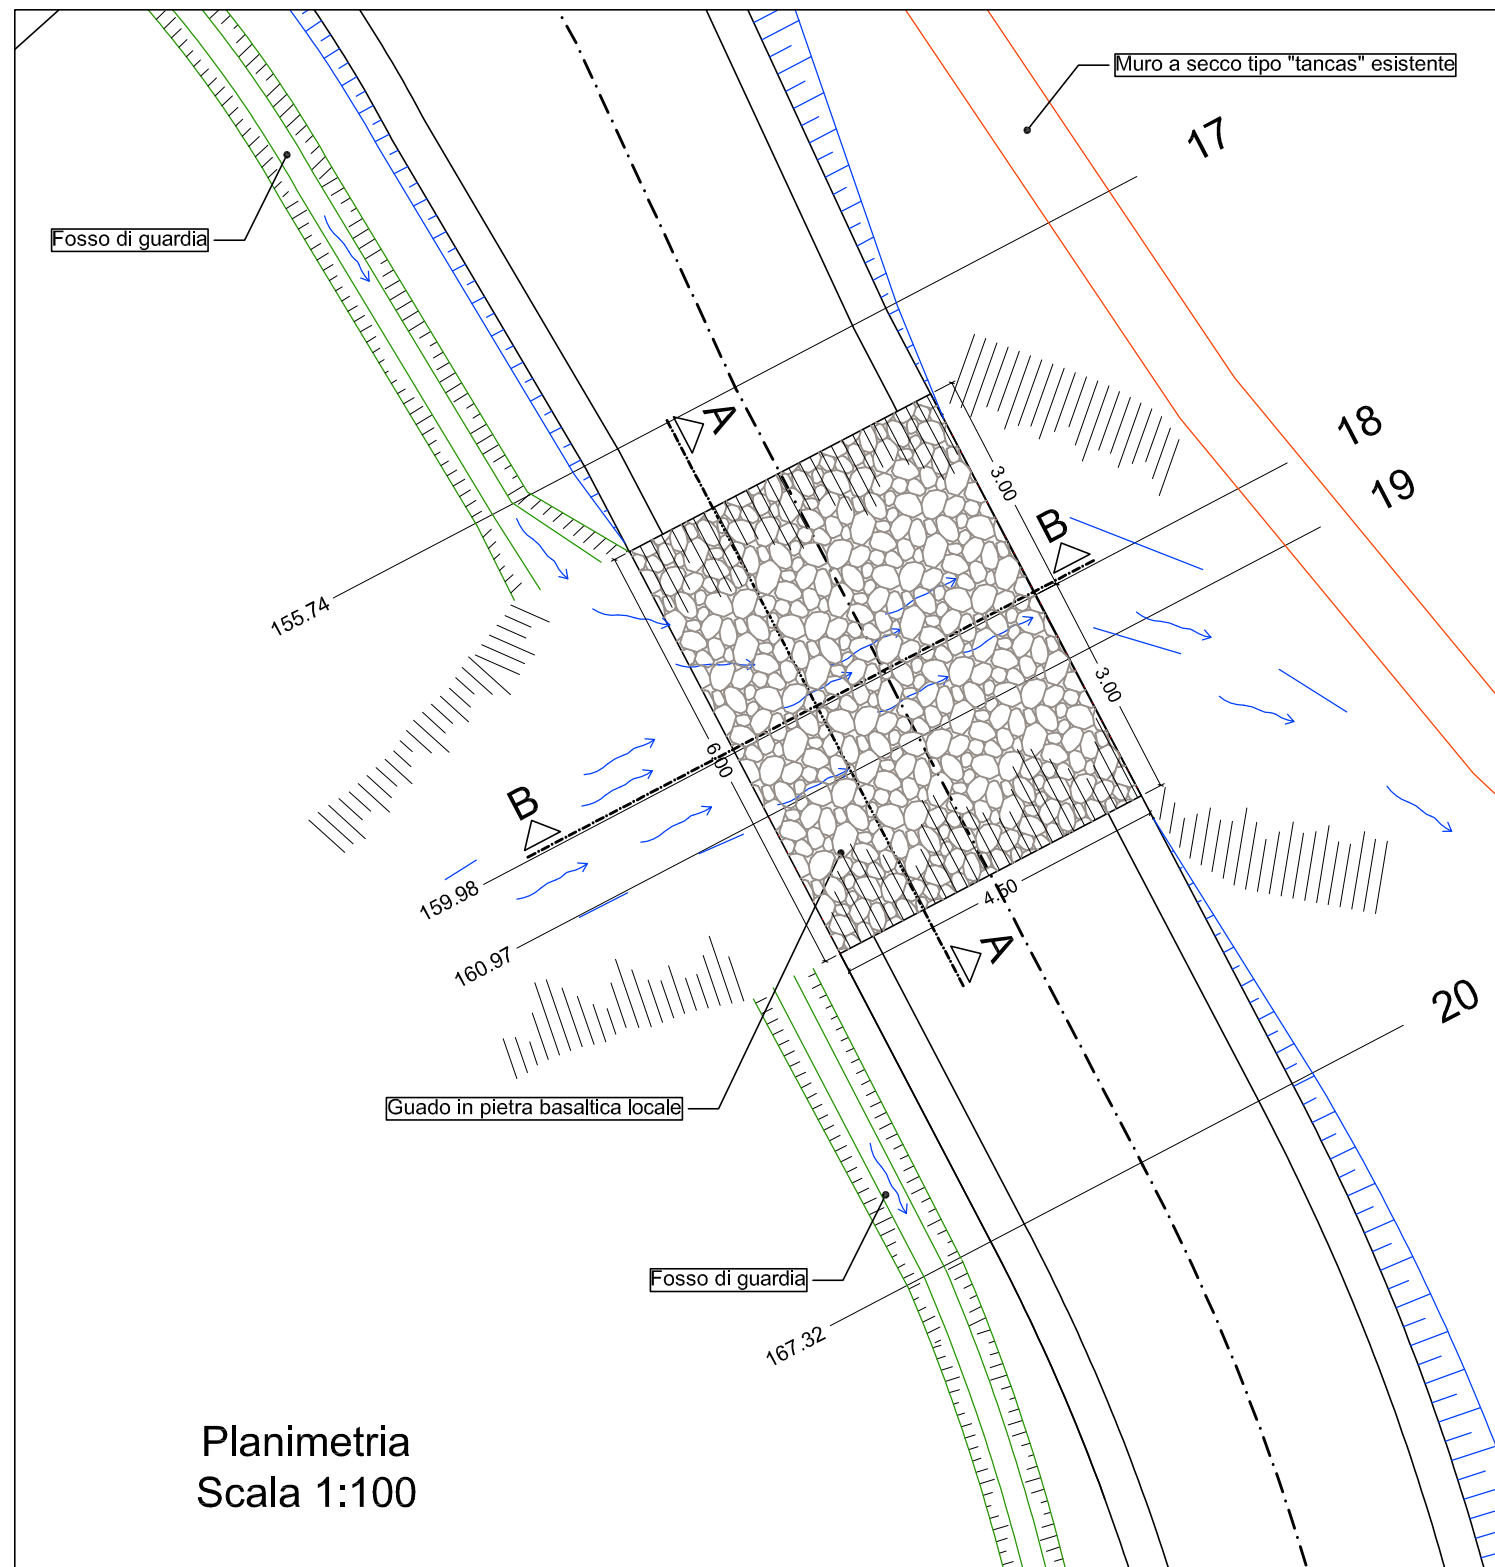 Muro a secco tipo "tancas" esistente
17
Fosso di guardia
A
18
3.00
19
B
155.74
3.00
6.00
B
159.98
4.50
160.97
A
20
Guado in pietra basaltica locale
Fosso di guardia
167.32
Planimetria
Scala 1:100